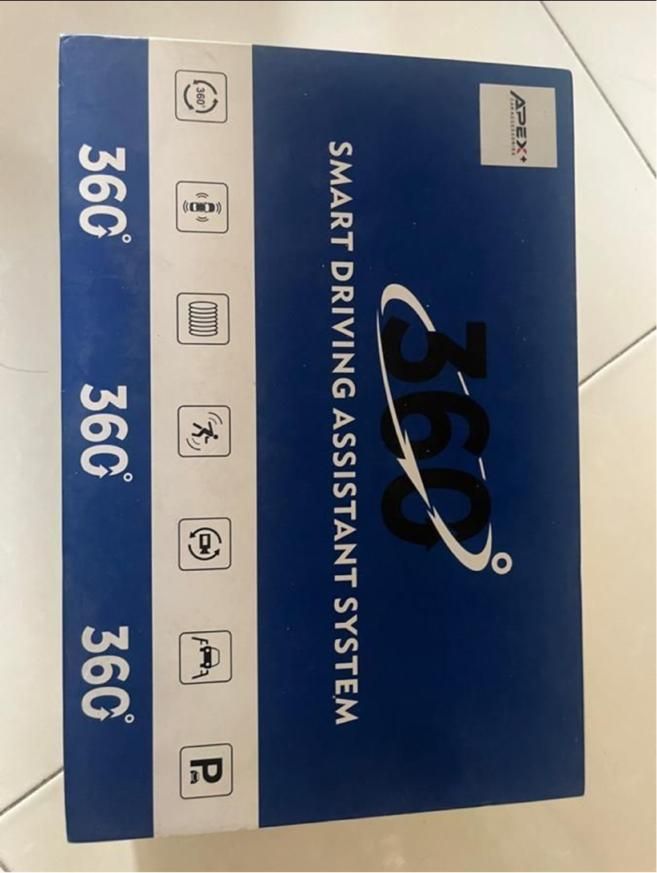 APEX+
CAR ACCESSORIES
360°
SMART DRIVING ASSISTANT SYSTEM
360°
P
360° 360° 360°